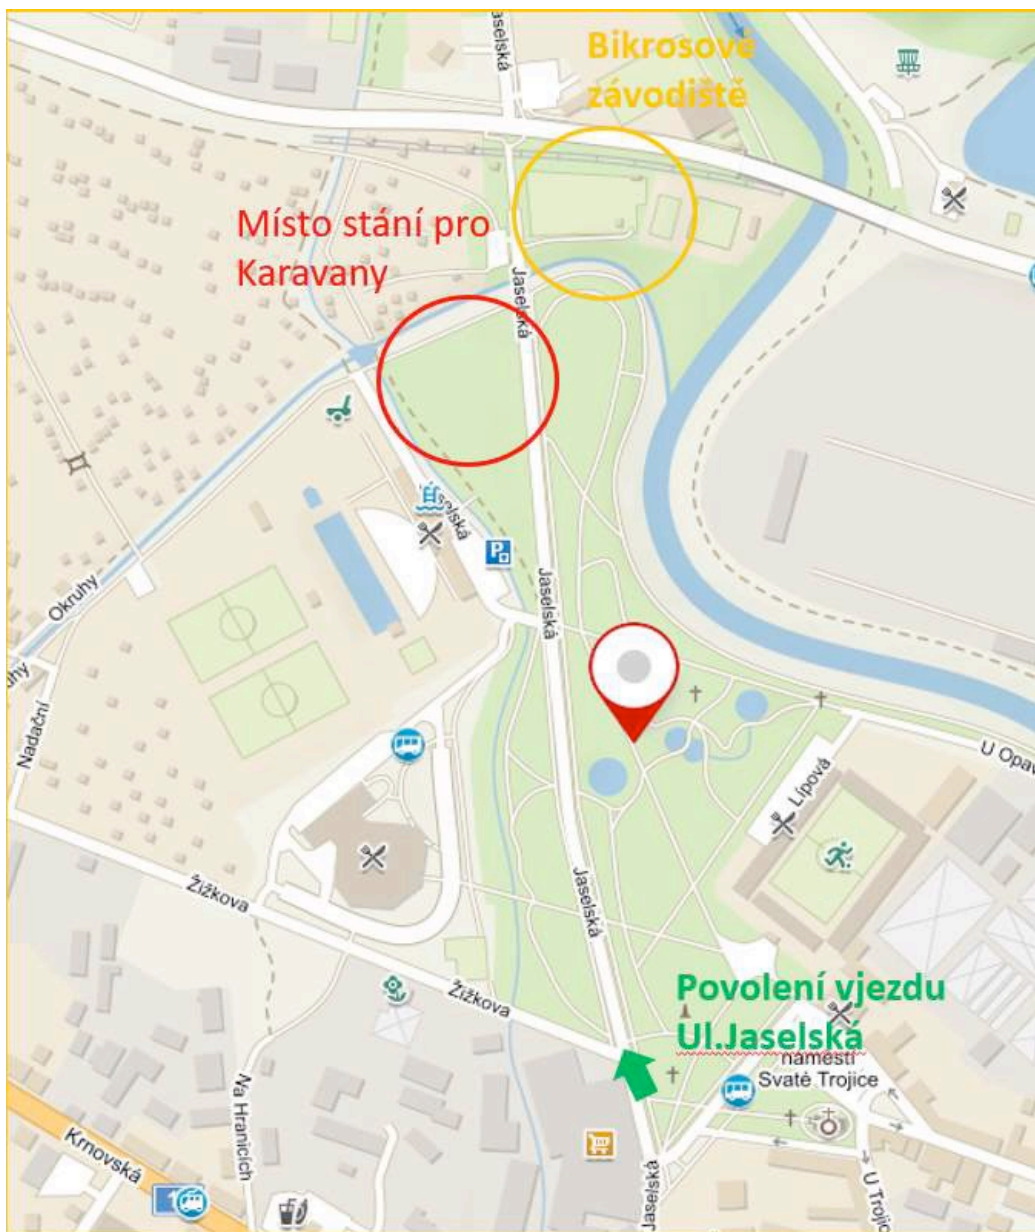 Jaselská
Bikrosové
závodiště
Místo stání pro
Karavany
Jaselská
Jaselská
Okruhy
Jaselská
Nadační
U Opav
Lípová
Žižkova
Jaselská
Žižkova
Povolení vjezdu
Ul.Jaselská
náměstí
Svaté Trojice
Na Hranicích
Krnovská
Jaselská
U Trojic